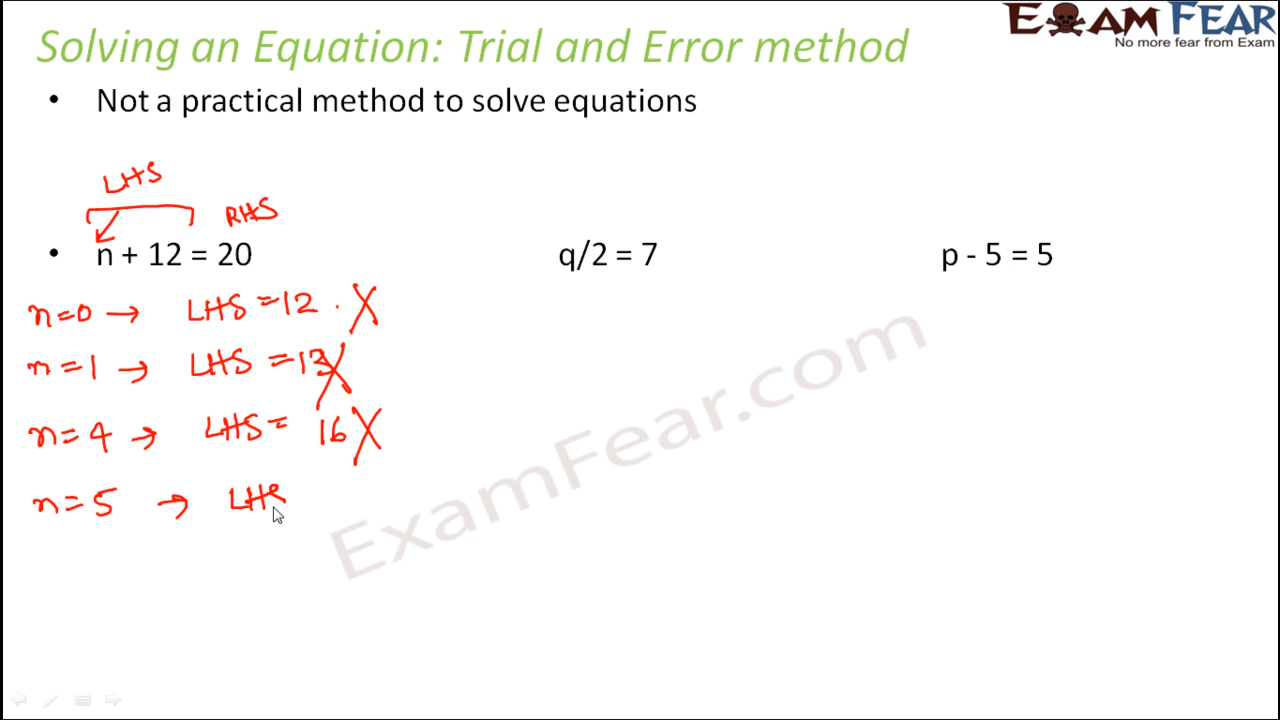 Solving an Equation: Trial and Error method
EXAM FEAR
No more fear from Exam
• Not a practical method to solve equations
LHS
RHS
• n + 12 = 20 q/2 = 7 p - 5 = 5
n=0 → LHS =12 . X
n=1 → LHS =13 X
n=4 → LHS = 16 X
n=5 → LHS
ExamFear.com